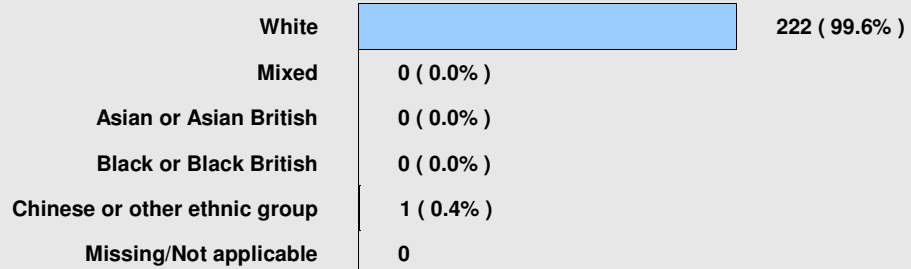 White 222 ( 99.6% )
Mixed 0 ( 0.0% )
Asian or Asian British 0 ( 0.0% )
Black or Black British 0 ( 0.0% )
Chinese or other ethnic group 1 ( 0.4% )
Missing/Not applicable 0